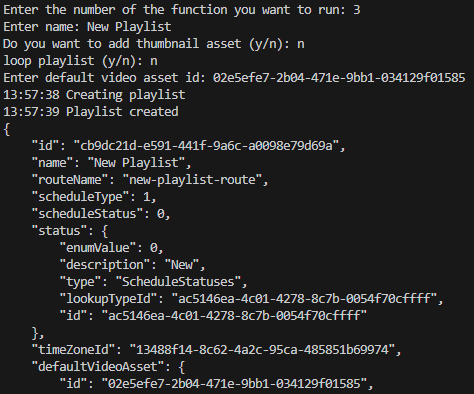 Enter the number of the function you want to run: 3
Enter name: New Playlist
Do you want to add thumbnail asset (y/n): n
loop playlist (y/n): n
Enter default video asset id: 02e5efe7-2b04-471e-9bb1-034129f01585
13:57:38 Creating playlist
13:57:39 Playlist created
{
    "id": "cb9dc21d-e591-441f-9a6c-a0098e79d69a",
    "name": "New Playlist",
    "routeName": "new-playlist-route",
    "scheduleType": 1,
    "scheduleStatus": 0,
    "status": {
        "enumValue": 0,
        "description": "New",
        "type": "ScheduleStatuses",
        "lookupTypeId": "ac5146ea-4c01-4278-8c7b-0054f70cffff",
        "id": "ac5146ea-4c01-4278-8c7b-0054f70cffff"
    },
    "timeZoneId": "13488f14-8c62-4a2c-95ca-485851b69974",
    "defaultVideoAsset": {
        "id": "02e5efe7-2b04-471e-9bb1-034129f01585",